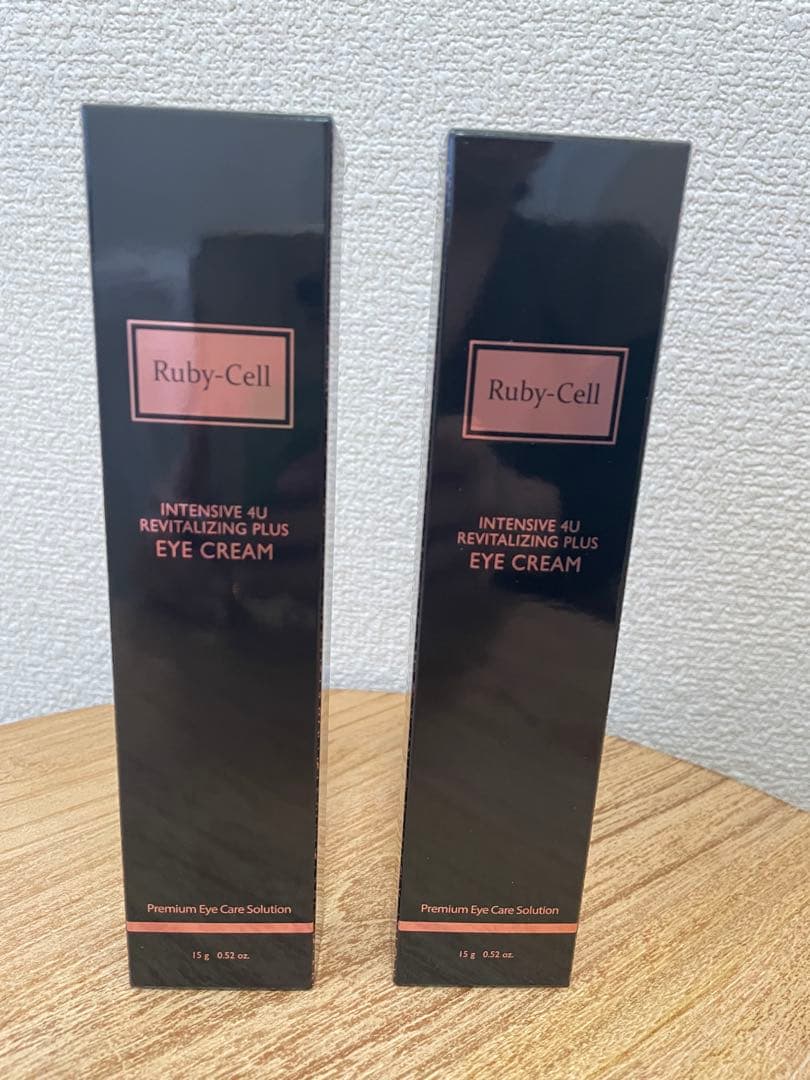 Ruby-Cell
INTENSIVE 4U
REVITALIZING PLUS
EYE CREAM
Premium Eye Care Solution
15 g 0.52 oz.
Ruby-Cell
INTENSIVE 4U
REVITALIZING PLUS
EYE CREAM
Premium Eye Care Solution
15 g 0.52 oz.